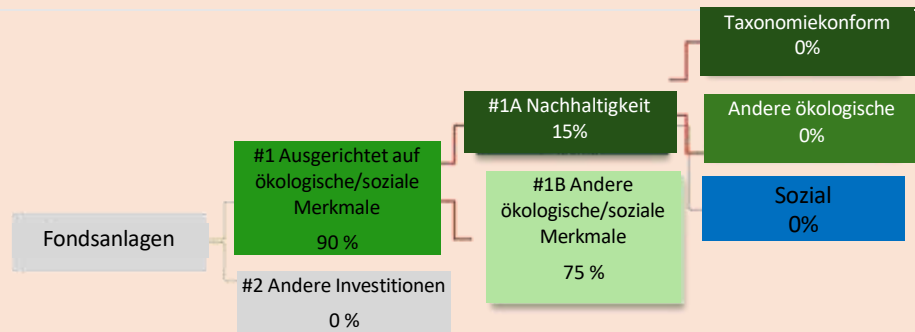 Taxonomiekonform
0%
#1A Nachhaltigkeit
15%
Andere ökologische
0%
#1 Ausgerichtet auf
ökologische/soziale
Merkmale
90 %
#1B Andere
ökologische/soziale
Merkmale
75 %
Sozial
0%
Fondsanlagen
#2 Andere Investitionen
0 %